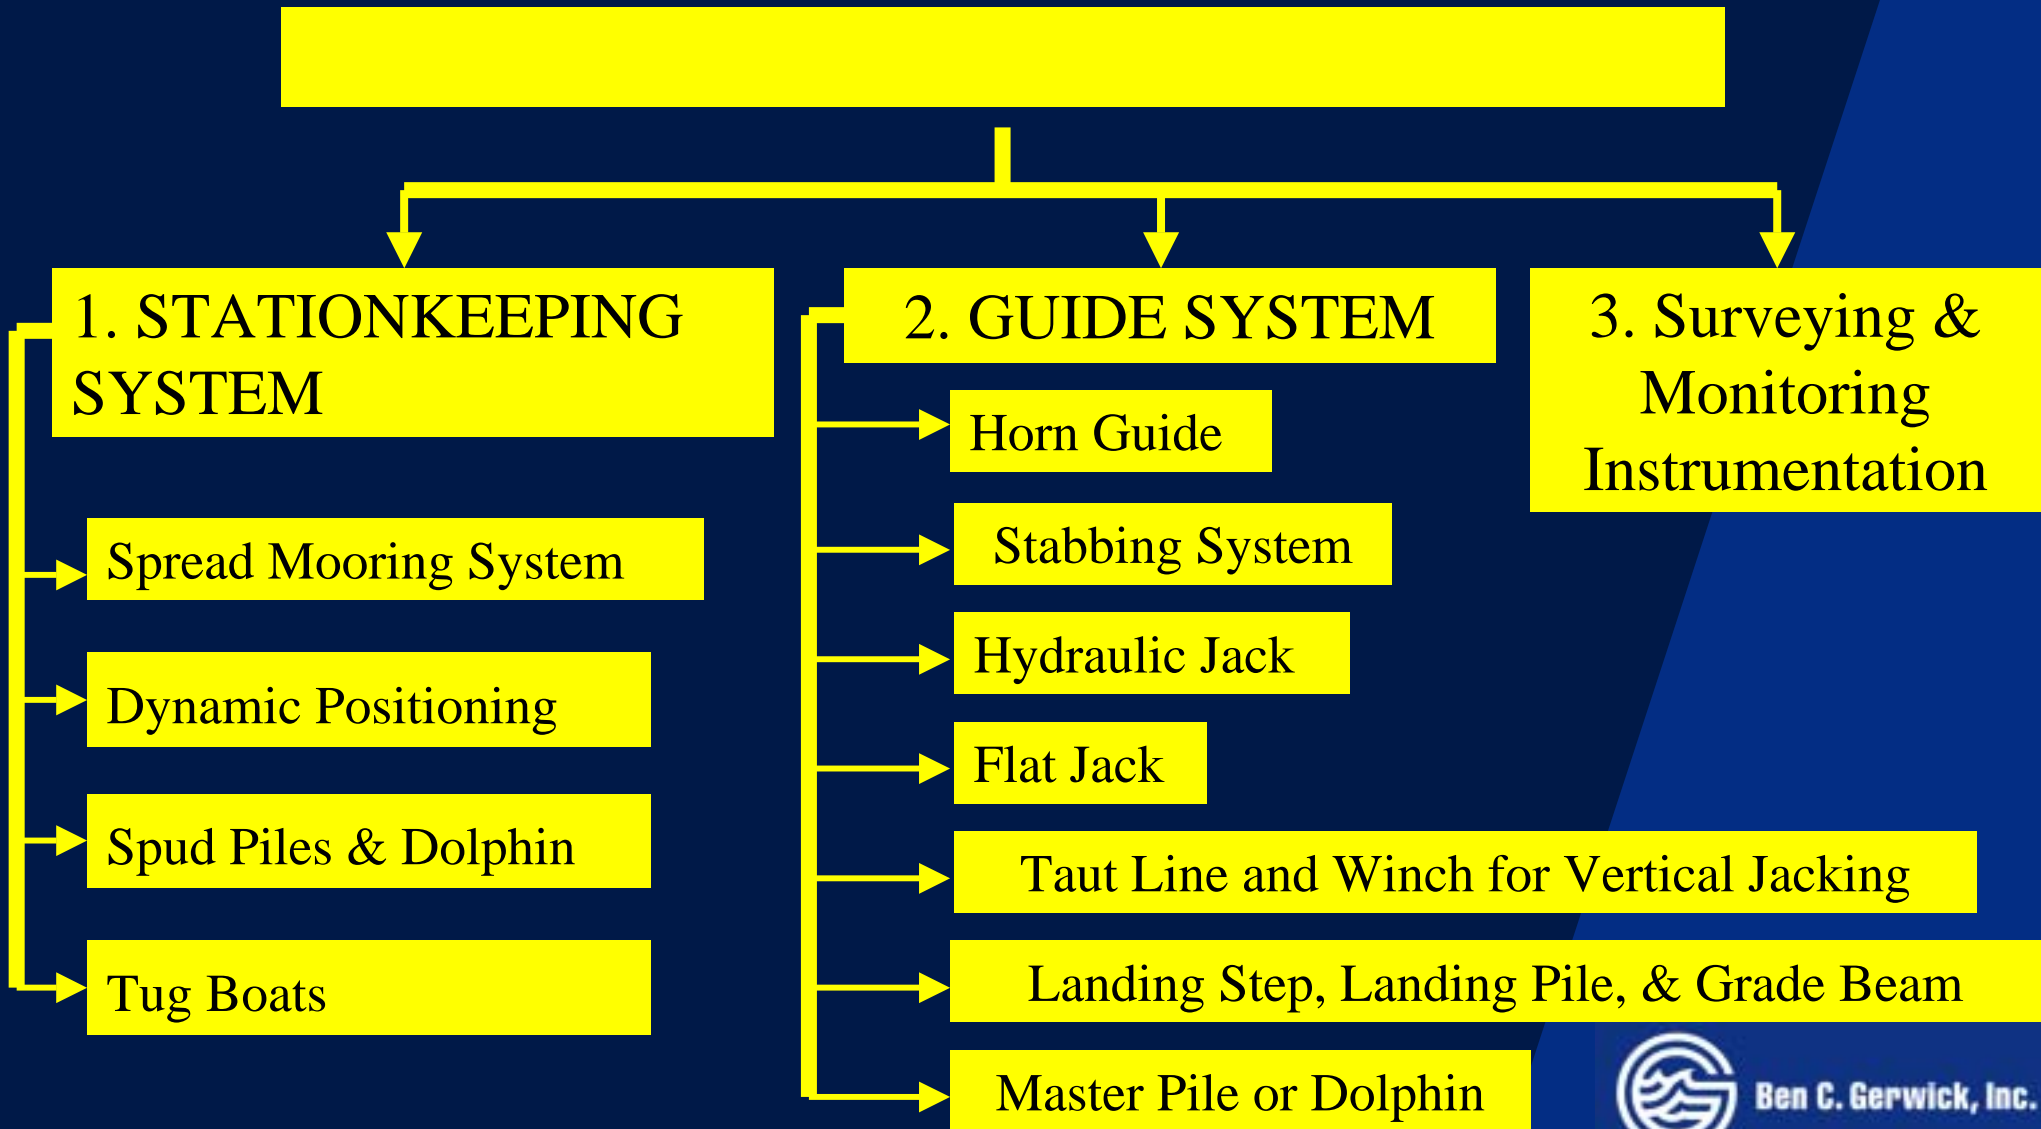 1. STATIONKEEPING
SYSTEM
Spread Mooring System
Dynamic Positioning
Spud Piles & Dolphin
Tug Boats
2. GUIDE SYSTEM
Horn Guide
Stabbing System
Hydraulic Jack
Flat Jack
Taut Line and Winch for Vertical Jacking
Landing Step, Landing Pile, & Grade Beam
Master Pile or Dolphin
3. Surveying &
Monitoring
Instrumentation
Ben C. Gerwick, Inc.